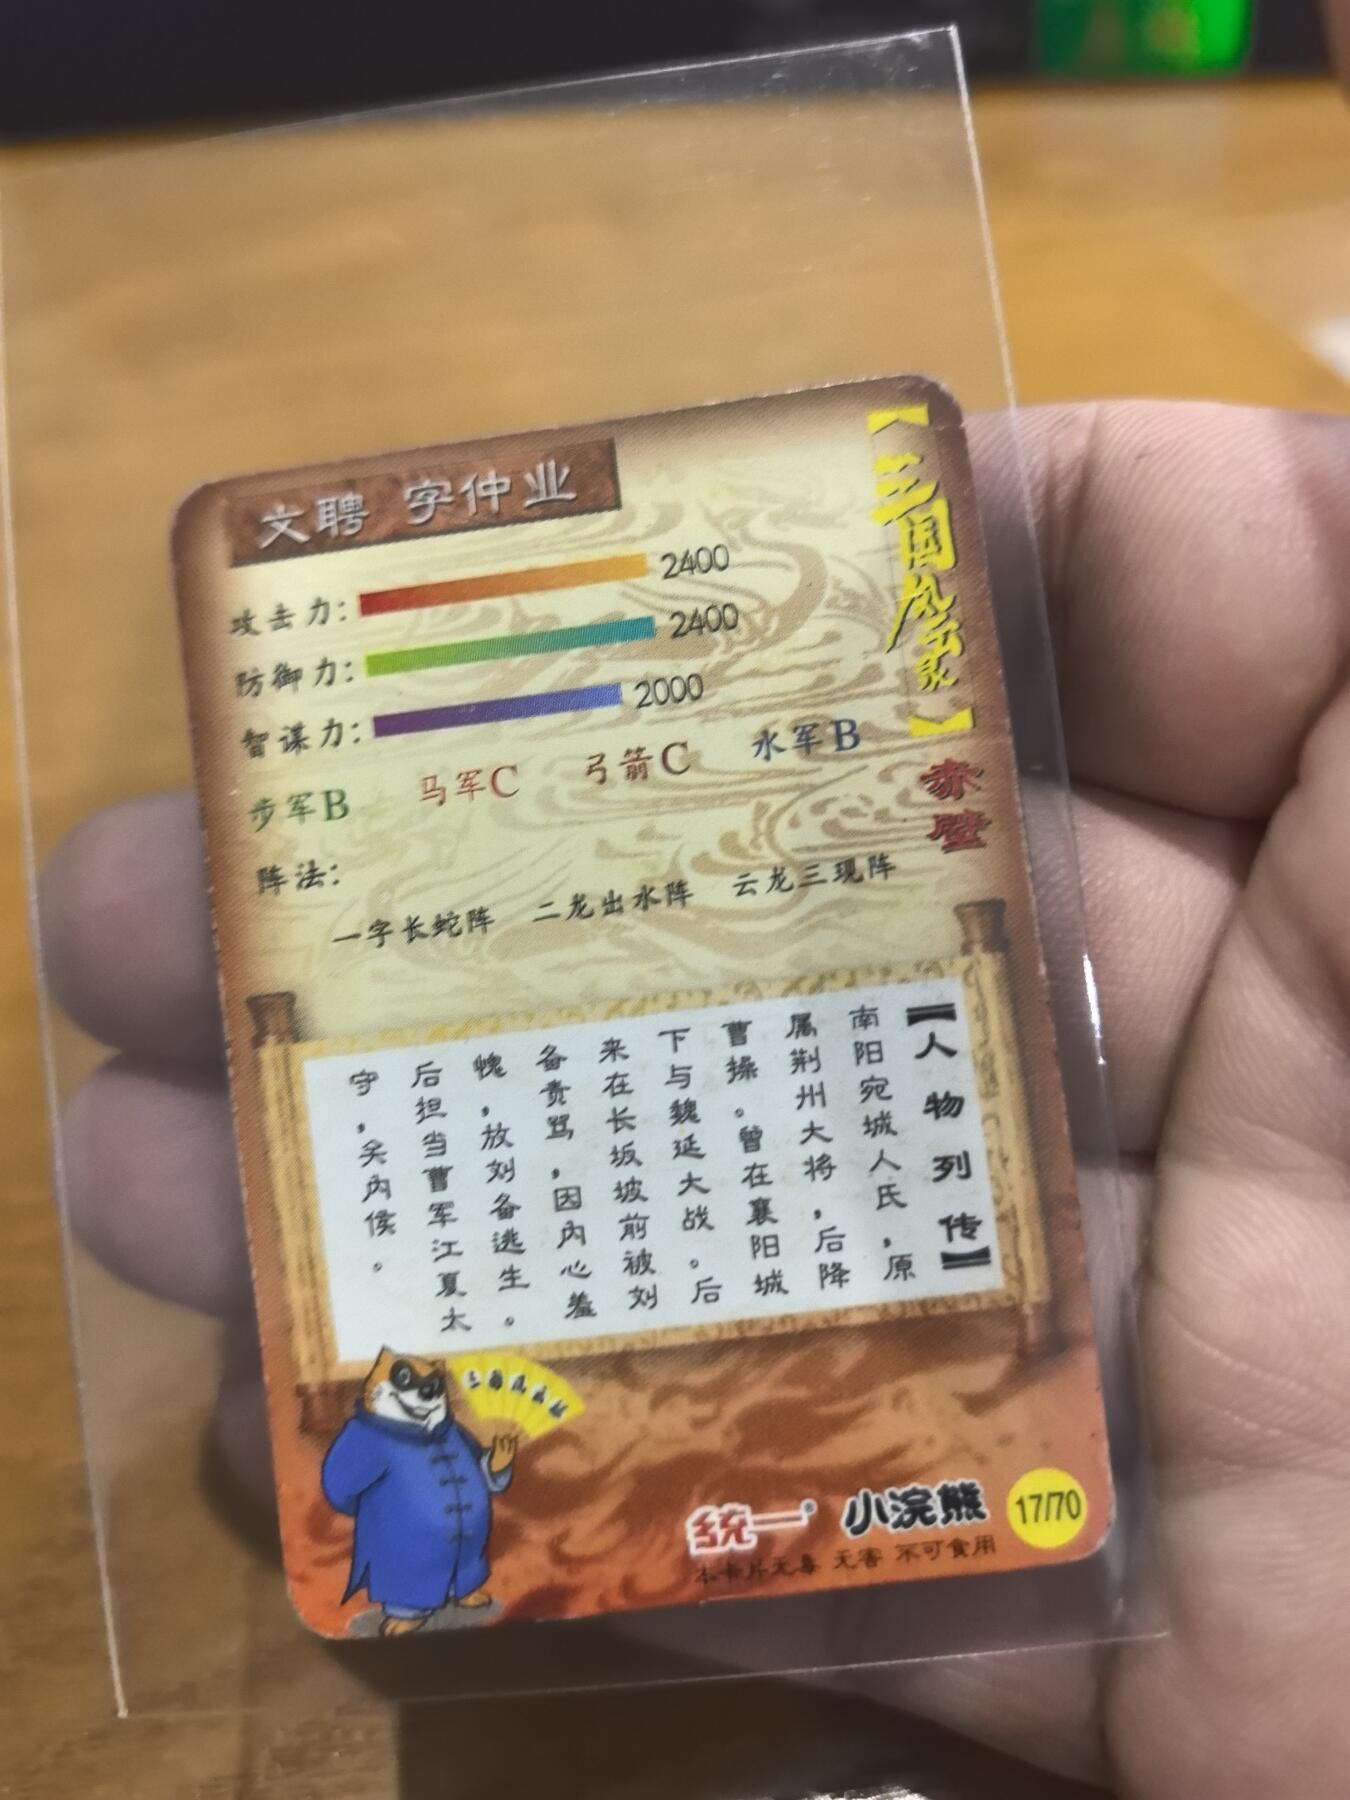 文聘 字仲业
攻击力: 2400
防御力: 2400
智谋力: 2000
步军B 马军C 弓箭C 水军B
阵法:
一字长蛇阵 二龙出水阵 云龙三现阵
【三国风云录】
赤壁
【人物列传】
南阳宛城人氏，原
属荆州大将，后降
曹操。曾在襄阳城
下与魏延大战。后
来在长坂坡前被刘
备责骂，因内心羞
愧，放刘备逃生。
后担当曹军江夏太
守，关内侯。
三国风云录
统一® 小浣熊
17/70
本卡片无毒 无害 不可食用